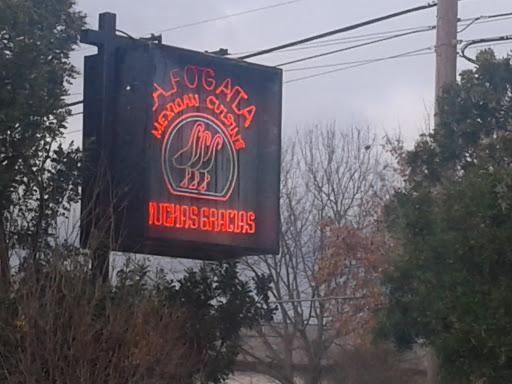 AFOGATA
MEXICAN CUISINE
MUCHAS GRACIAS